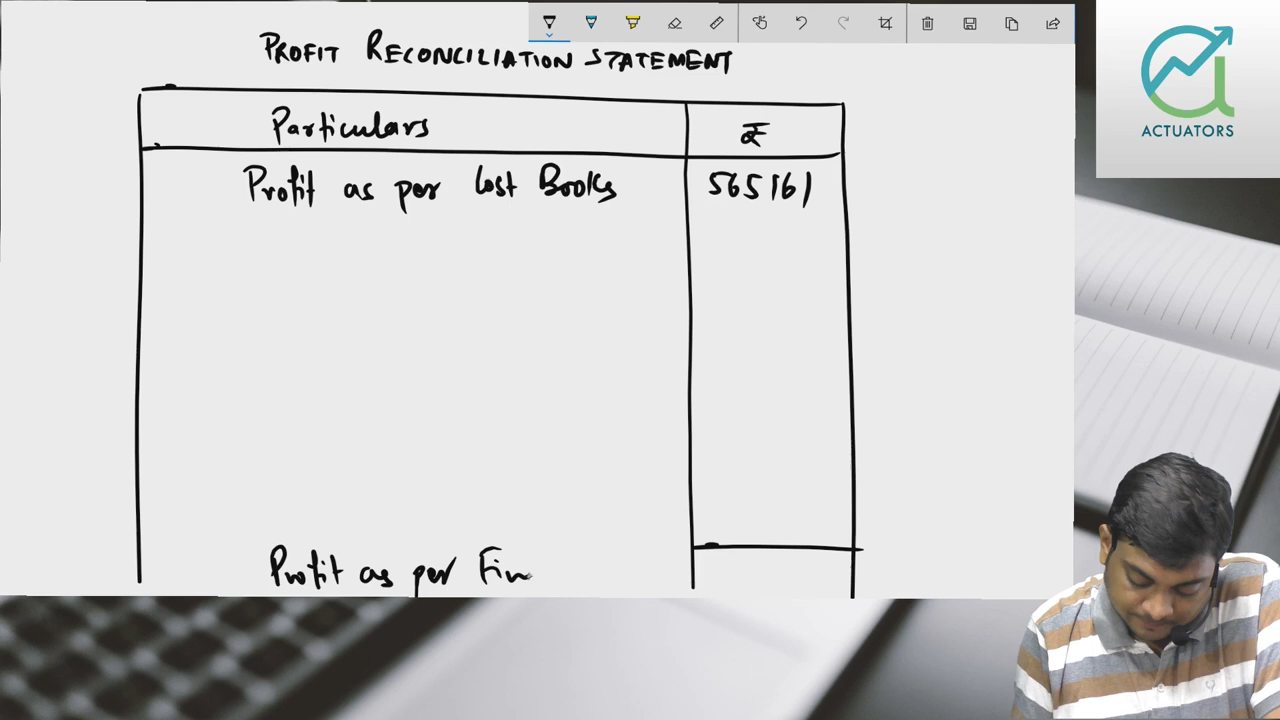 PROFIT RECONCILIATION STATEMENT
Particulars ₹
Profit as per Cost Books 565161
Profit as per Fin
ACTUATORS